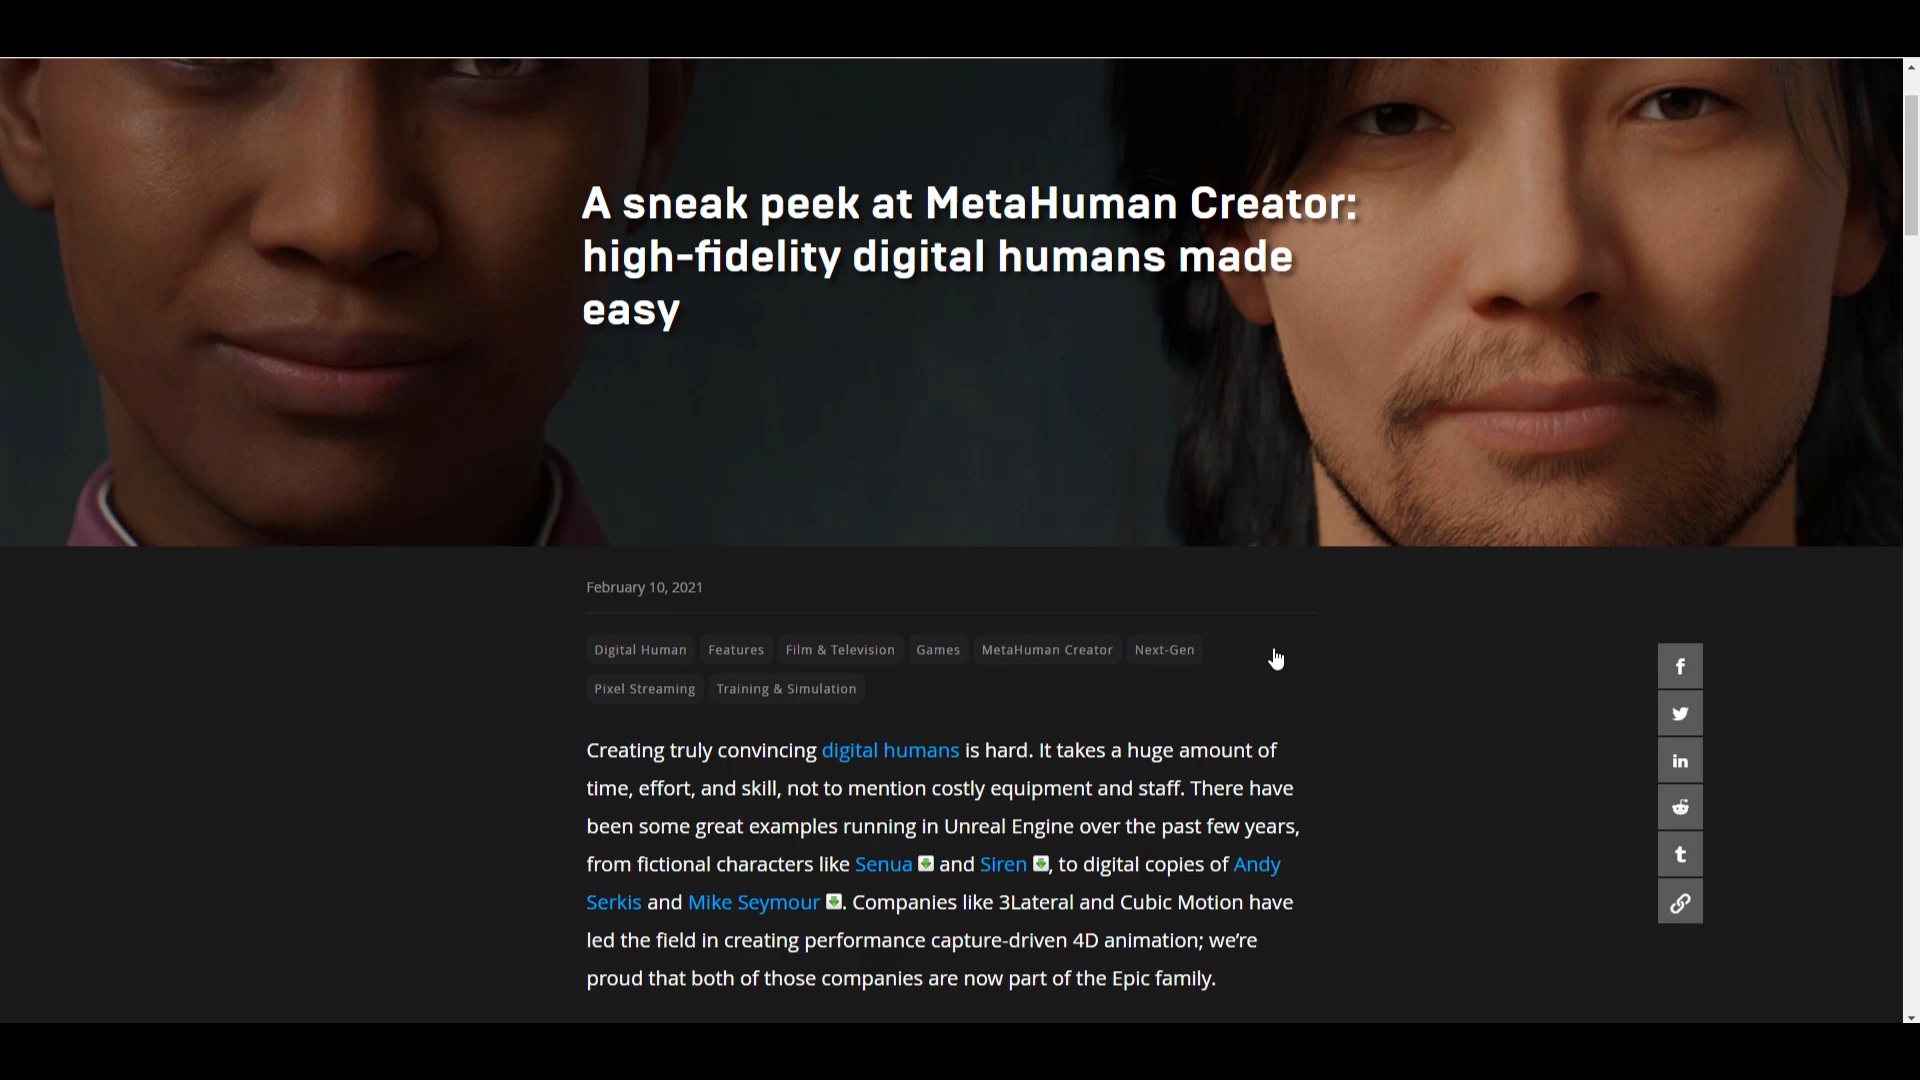 A sneak peek at MetaHuman Creator:
high-fidelity digital humans made
easy
February 10, 2021
Digital Human Features Film & Television Games MetaHuman Creator Next-Gen
Pixel Streaming Training & Simulation
Creating truly convincing digital humans is hard. It takes a huge amount of
time, effort, and skill, not to mention costly equipment and staff. There have
been some great examples running in Unreal Engine over the past few years,
from fictional characters like Senua and Siren, to digital copies of Andy
Serkis and Mike Seymour. Companies like 3Lateral and Cubic Motion have
led the field in creating performance capture-driven 4D animation; we’re
proud that both of those companies are now part of the Epic family.